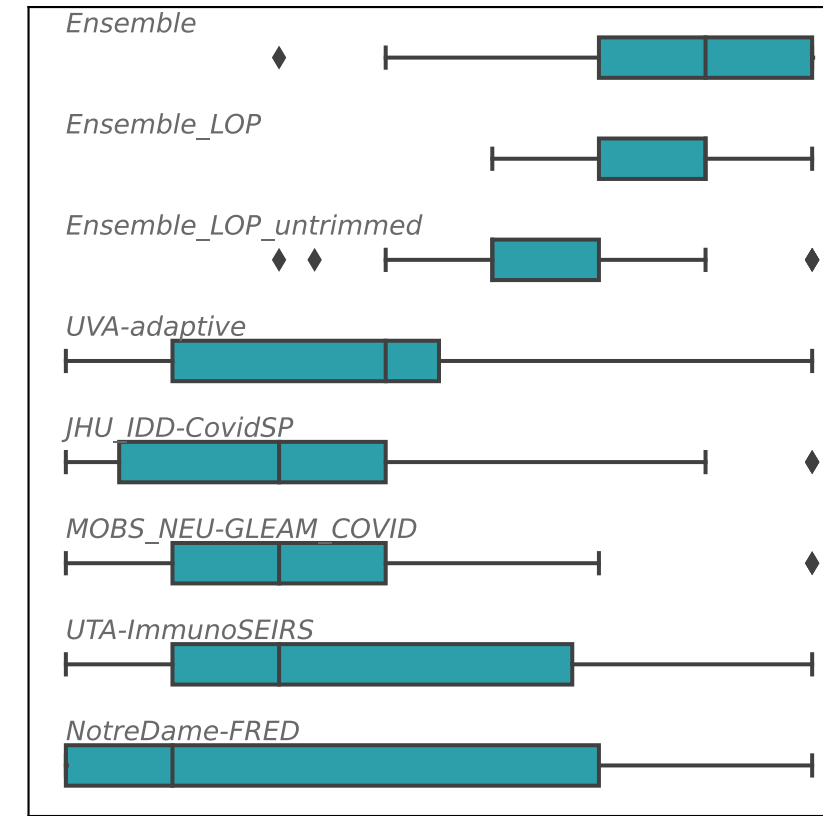 Ensemble
Ensemble_LOP
Ensemble_LOP_untrimmed
UVA-adaptive
JHU_IDD-CovidSP
MOBS_NEU-GLEAM_COVID
UTA-ImmunoSEIRS
NotreDame-FRED